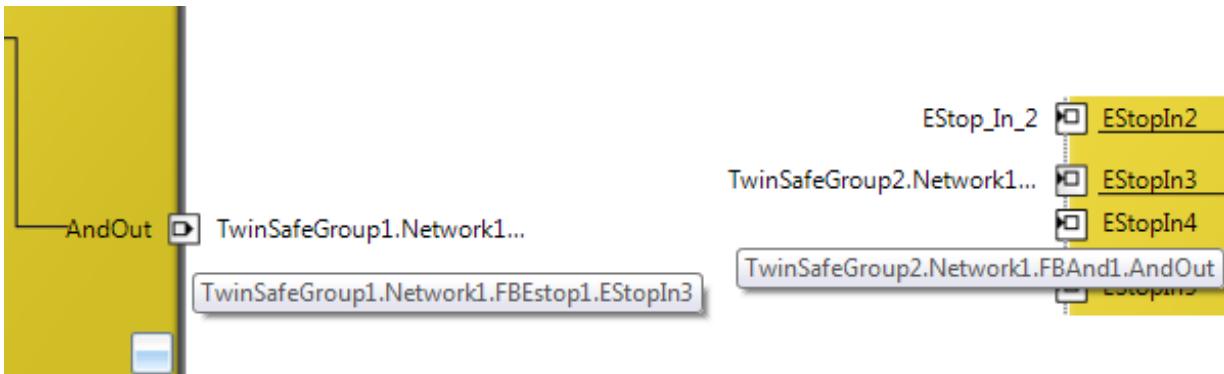 EStop_In_2
EStopIn2
TwinSafeGroup2.Network1...
EStopIn3
AndOut
TwinSafeGroup1.Network1...
EStopIn4
TwinSafeGroup2.Network1.FBAnd1.AndOut
TwinSafeGroup1.Network1.FBEstop1.EStopIn3